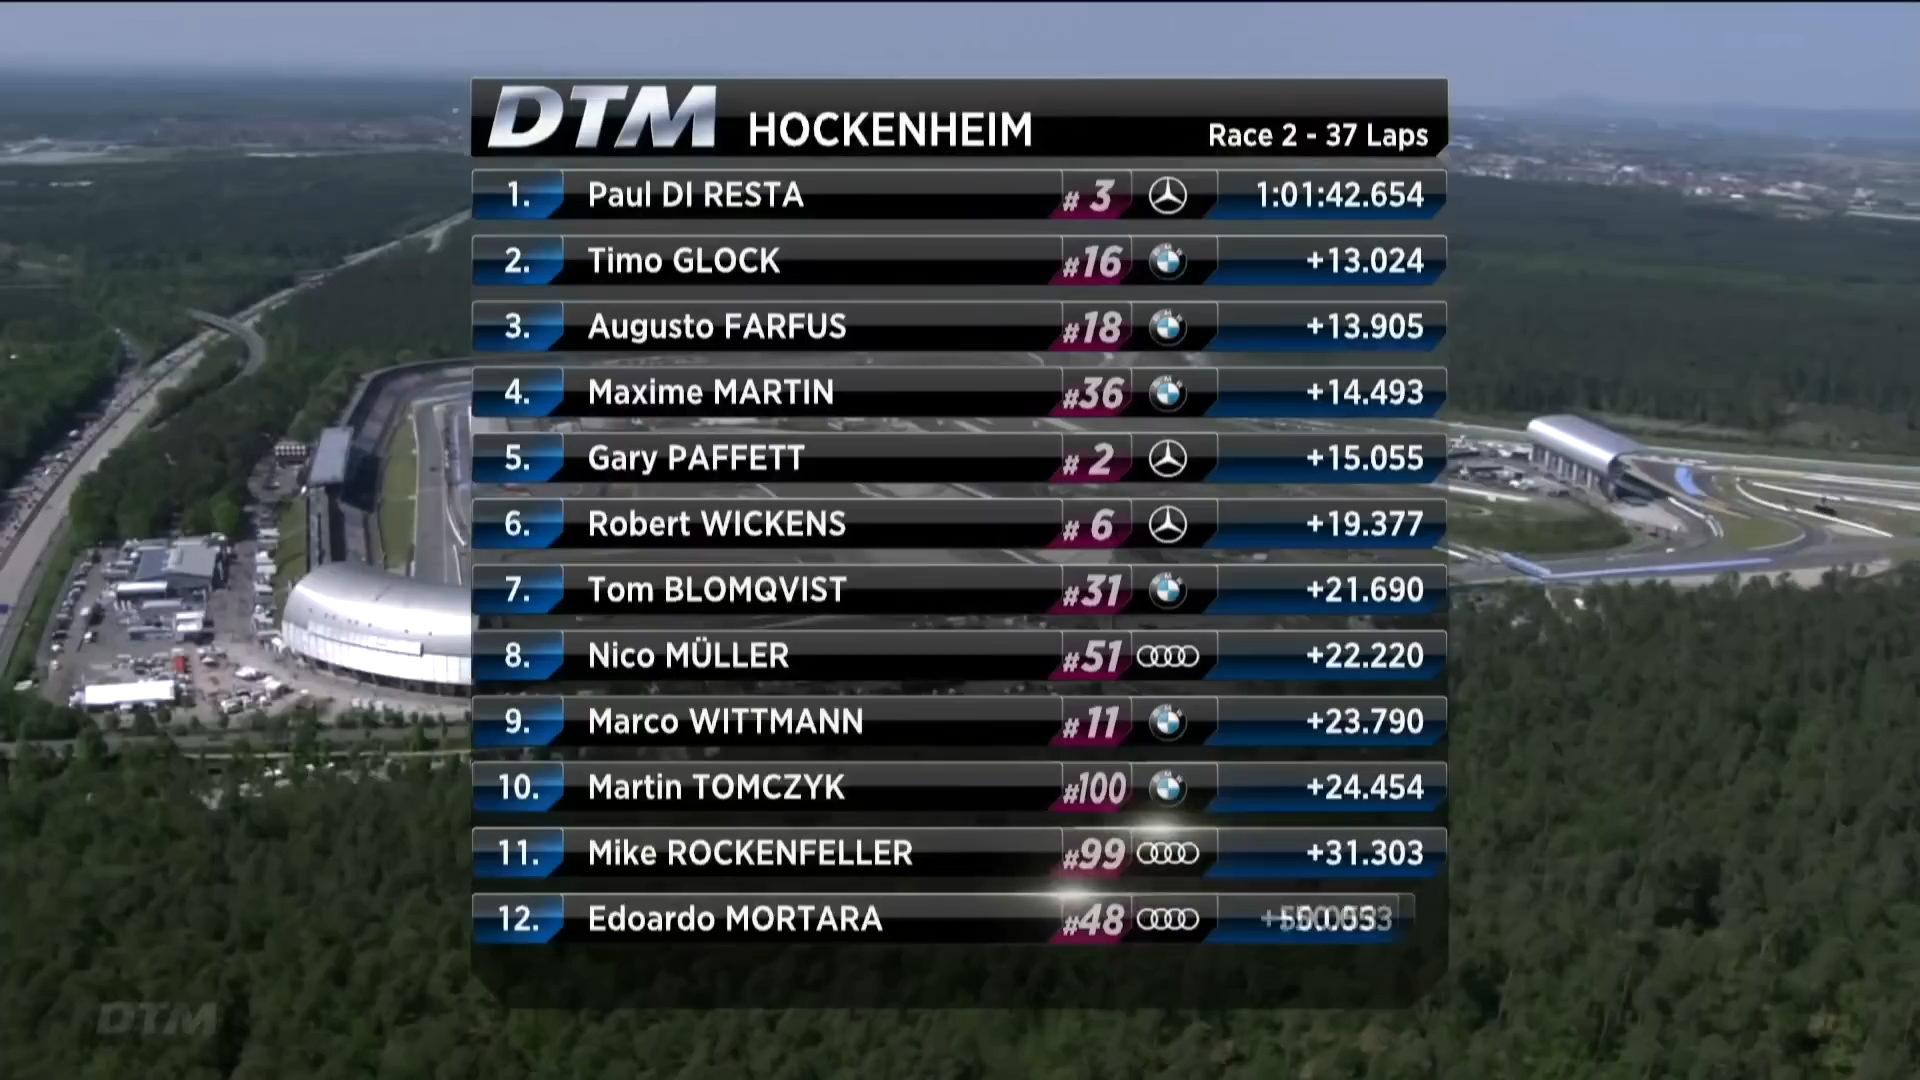 DTM HOCKENHEIM Race 2 - 37 Laps
1. Paul DI RESTA # 3 1:01:42.654
2. Timo GLOCK #16 +13.024
3. Augusto FARFUS #18 +13.905
4. Maxime MARTIN #36 +14.493
5. Gary PAFFETT # 2 +15.055
6. Robert WICKENS # 6 +19.377
7. Tom BLOMQVIST #31 +21.690
8. Nico MÜLLER #51 +22.220
9. Marco WITTMANN #11 +23.790
10. Martin TOMCZYK #100 +24.454
11. Mike ROCKENFELLER #99 +31.303
12. Edoardo MORTARA #48
DTM